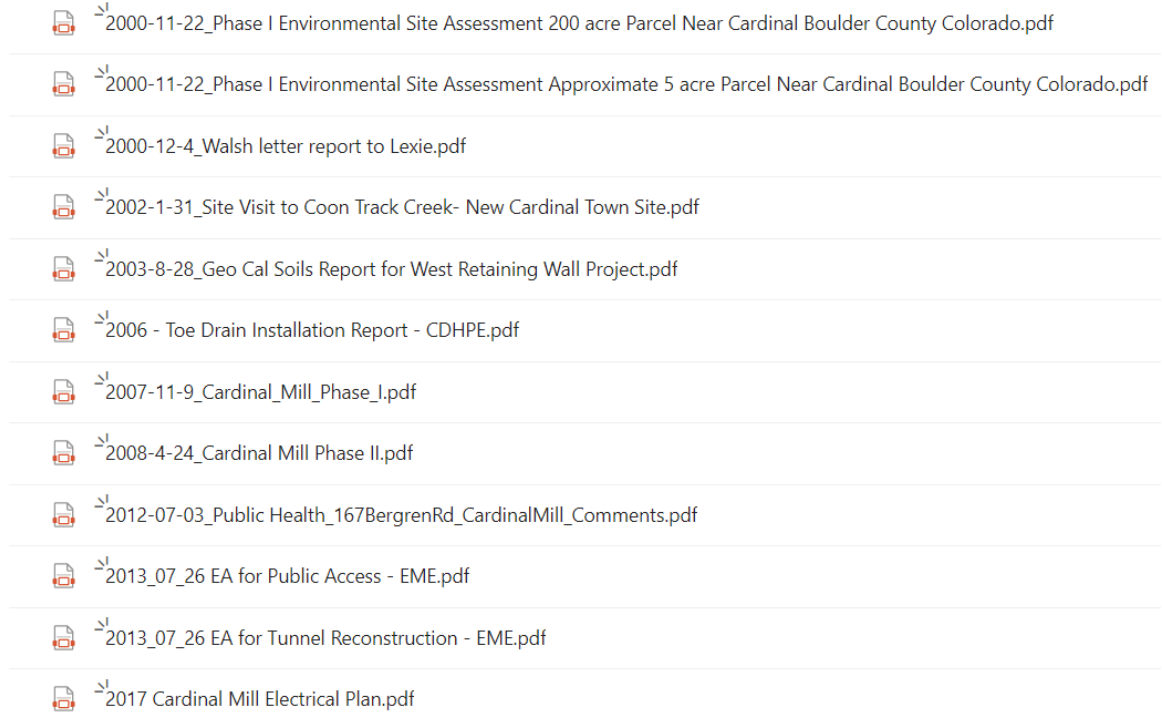 2000-11-22_Phase I Environmental Site Assessment 200 acre Parcel Near Cardinal Boulder County Colorado.pdf
2000-11-22_Phase I Environmental Site Assessment Approximate 5 acre Parcel Near Cardinal Boulder County Colorado.pdf
2000-12-4_Walsh letter report to Lexie.pdf
2002-1-31_Site Visit to Coon Track Creek- New Cardinal Town Site.pdf
2003-8-28_Geo Cal Soils Report for West Retaining Wall Project.pdf
2006 - Toe Drain Installation Report - CDHPE.pdf
2007-11-9_Cardinal_Mill_Phase_I.pdf
2008-4-24_Cardinal Mill Phase II.pdf
2012-07-03_Public Health_167BergrenRd_CardinalMill_Comments.pdf
2013_07_26 EA for Public Access - EME.pdf
2013_07_26 EA for Tunnel Reconstruction - EME.pdf
2017 Cardinal Mill Electrical Plan.pdf